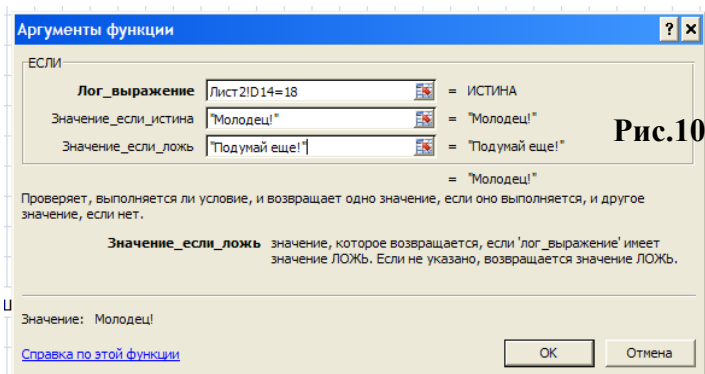 Аргументы функции
ЕСЛИ
Лог_выражение Лист2!D14=18 = ИСТИНА
Значение_если_истина "Молодец!" = "Молодец!"
Значение_если_ложь "Подумай еще!" = "Подумай еще!"
Рис.10
= "Молодец!"
Проверяет, выполняется ли условие, и возвращает одно значение, если оно выполняется, и другое
значение, если нет.
Значение_если_ложь значение, которое возвращается, если 'лог_выражение' имеет
значение ЛОЖЬ. Если не указано, возвращается значение ЛОЖЬ.
Значение: Молодец!
Справка по этой функции
ОК
Отмена